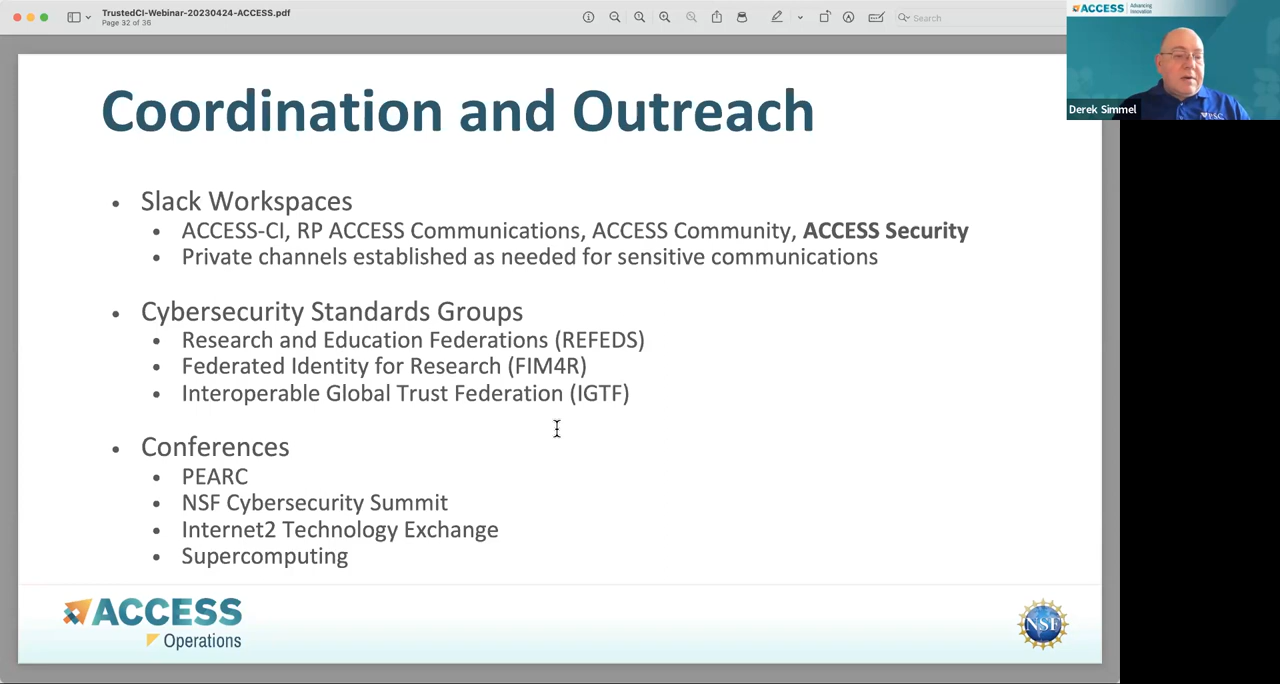 TrustedCI-Webinar-20230424-ACCESS.pdf
Page 32 of 36
Search
ACCESS Advancing Innovation
Derek Simmel
Coordination and Outreach
• Slack Workspaces
• ACCESS-CI, RP ACCESS Communications, ACCESS Community, ACCESS Security
• Private channels established as needed for sensitive communications
• Cybersecurity Standards Groups
• Research and Education Federations (REFEDS)
• Federated Identity for Research (FIM4R)
• Interoperable Global Trust Federation (IGTF)
• Conferences
• PEARC
• NSF Cybersecurity Summit
• Internet2 Technology Exchange
• Supercomputing
ACCESS
Operations
NSF